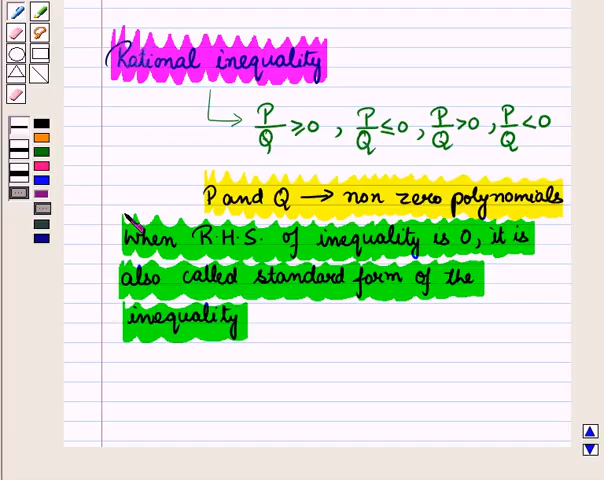 Rational inequality
P/Q ≥ 0 , P/Q ≤ 0 , P/Q > 0 , P/Q < 0
P and Q → non zero polynomials
When R.H.S. of inequality is 0, it is
also called standard form of the
inequality